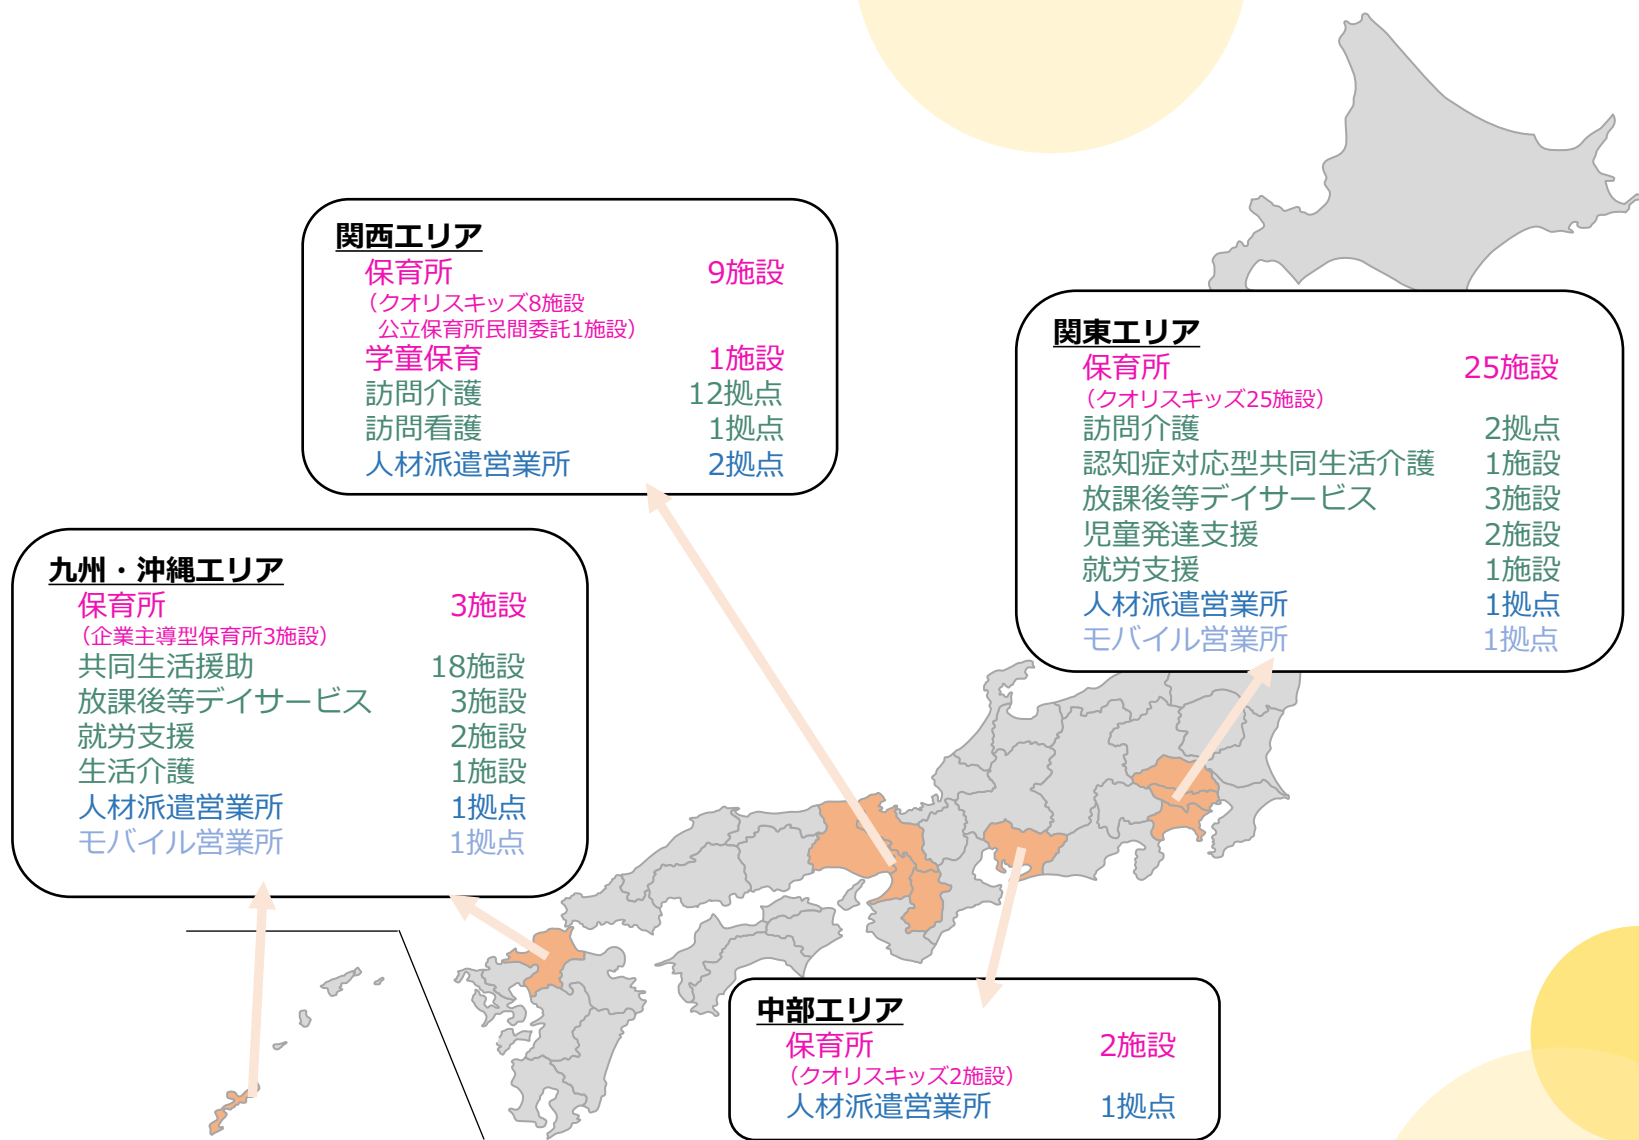 関西エリア
保育所 9施設
（クオリスキッズ8施設
公立保育所民間委託1施設）
学童保育 1施設
訪問介護 12拠点
訪問看護 1拠点
人材派遣営業所 2拠点
関東エリア
保育所 25施設
（クオリスキッズ25施設）
訪問介護 2拠点
認知症対応型共同生活介護 1施設
放課後等デイサービス 3施設
児童発達支援 2施設
就労支援 1施設
人材派遣営業所 1拠点
モバイル営業所 1拠点
九州・沖縄エリア
保育所 3施設
（企業主導型保育所3施設）
共同生活援助 18施設
放課後等デイサービス 3施設
就労支援 2施設
生活介護 1施設
人材派遣営業所 1拠点
モバイル営業所 1拠点
中部エリア
保育所 2施設
（クオリスキッズ2施設）
人材派遣営業所 1拠点